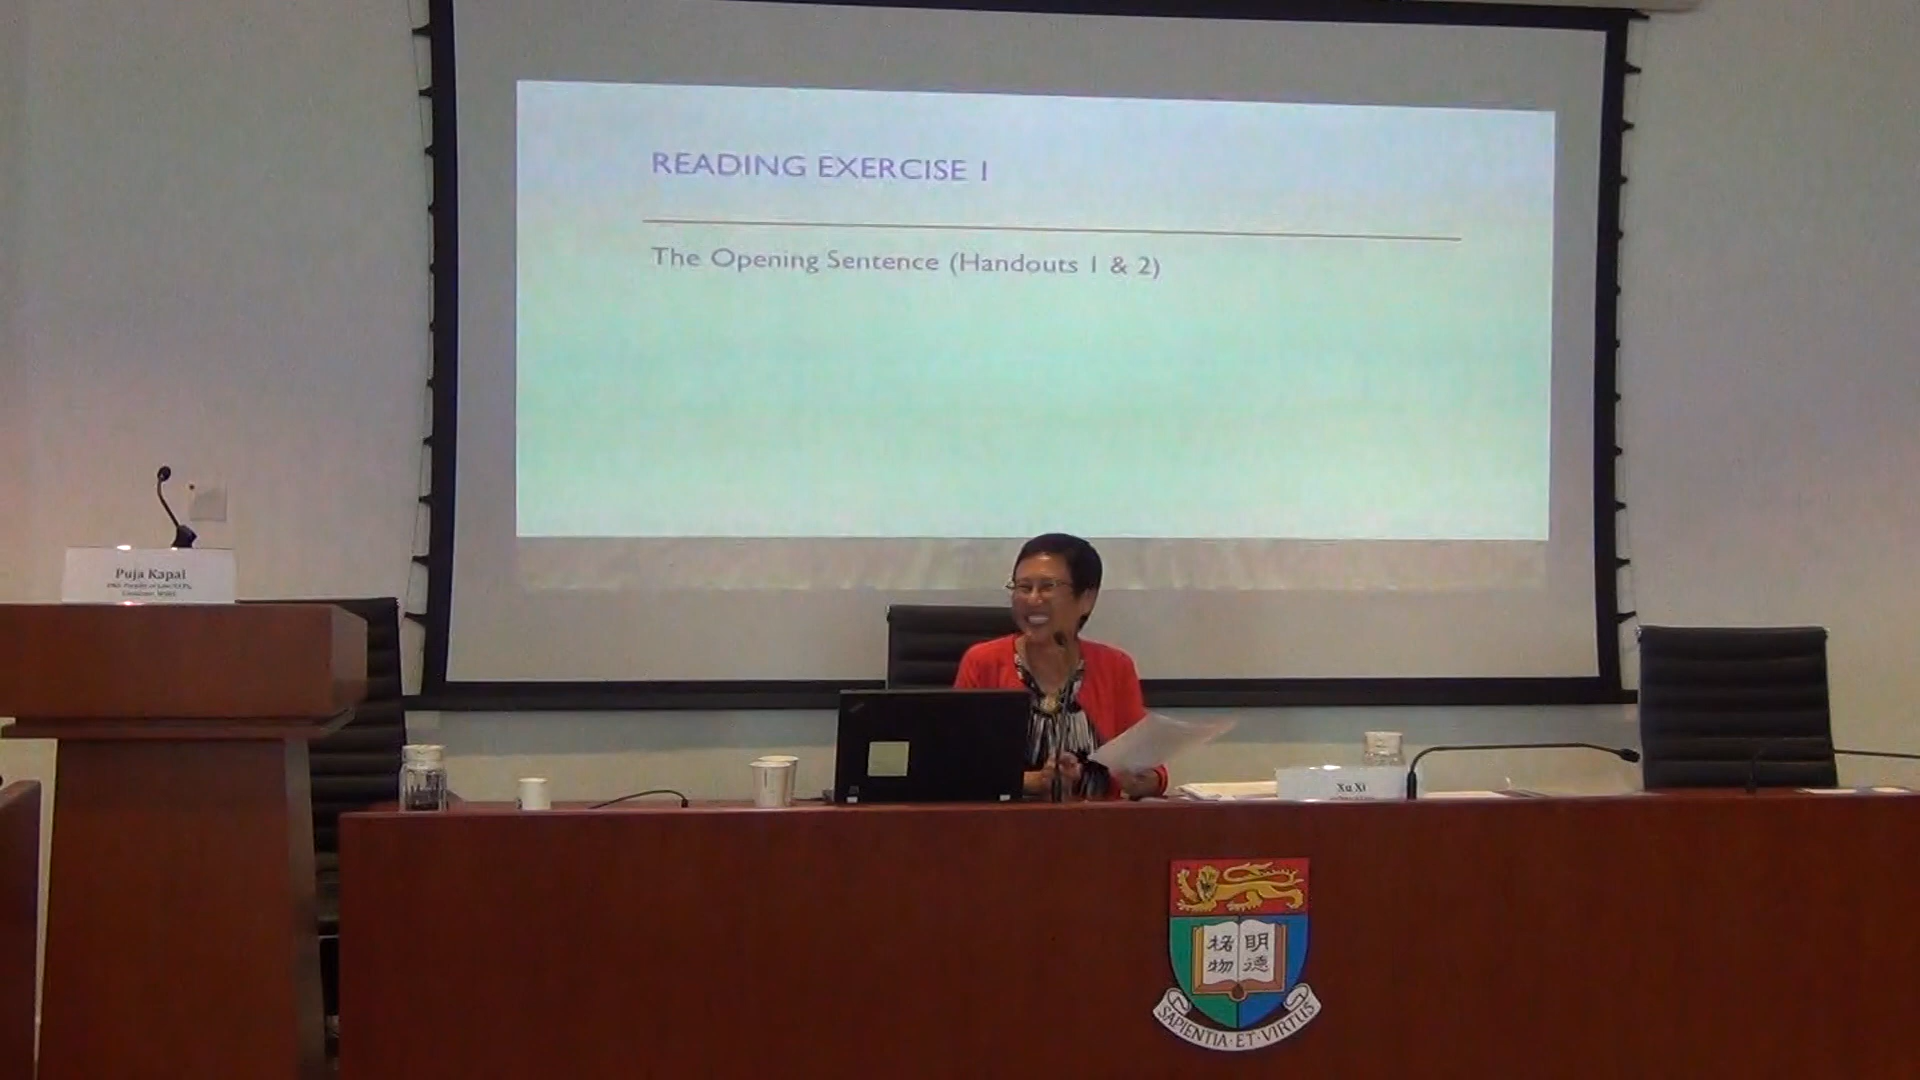 READING EXERCISE 1
The Opening Sentence (Handouts 1 & 2)
Puja Kapai
Xu Xi
格 明
物 德
SAPIENTIA·ET·VIRTUS